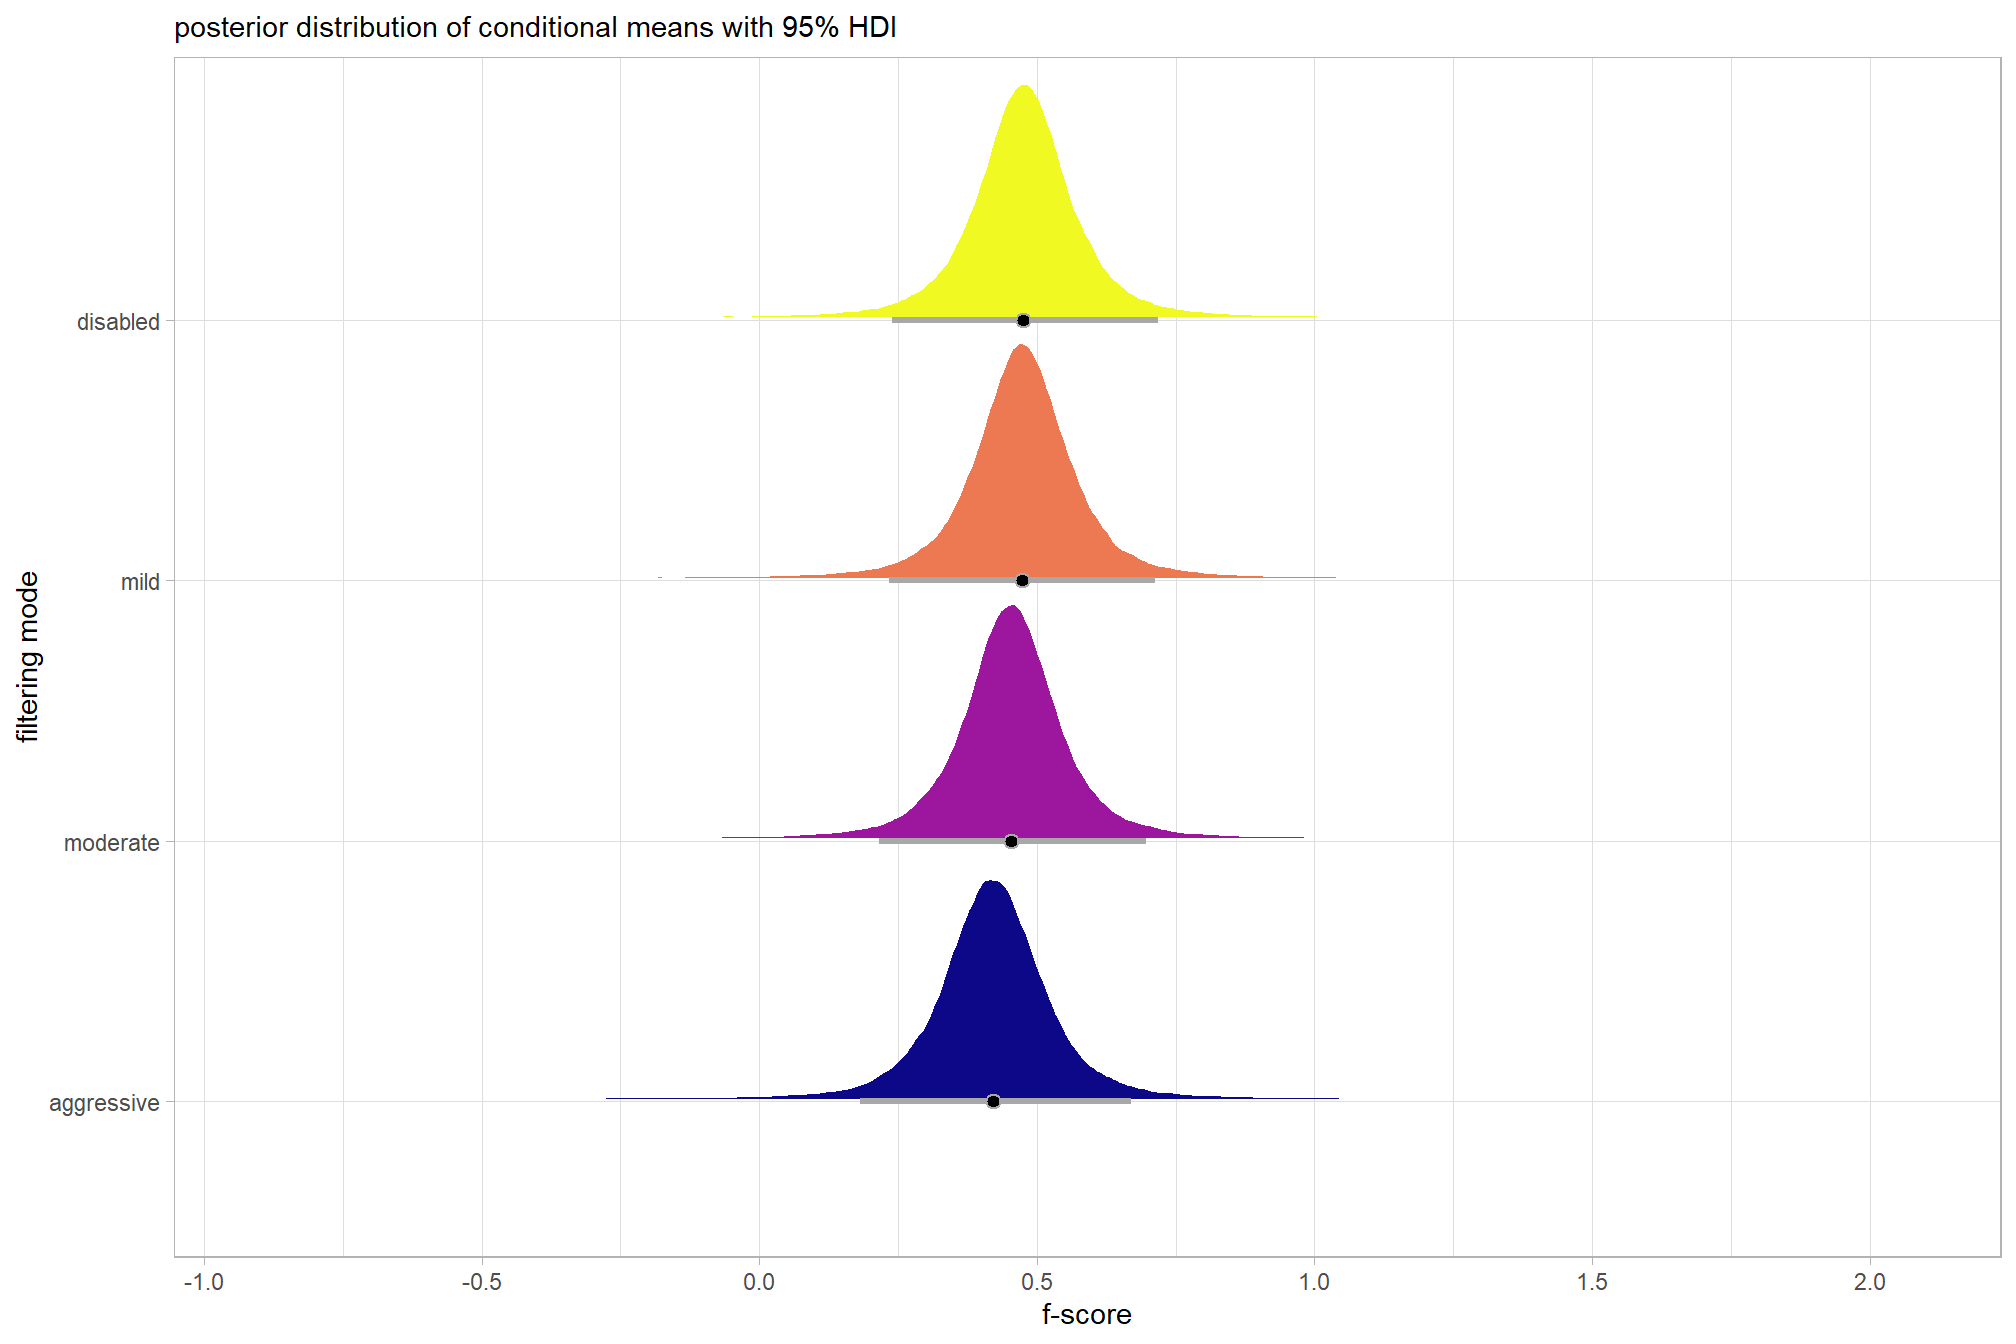 posterior distribution of conditional means with 95% HDI
filtering mode
disabled
mild
moderate
aggressive
-1.0 -0.5 0.0 0.5 1.0 1.5 2.0
f-score